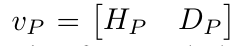 v_P = [H_P  D_P]